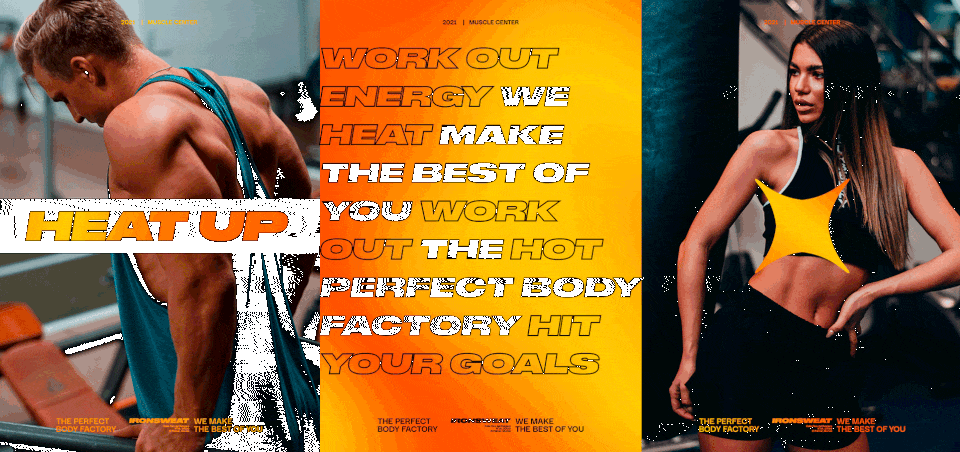 2021 | MUSCLE CENTER
HEAT UP
THE PERFECT
BODY FACTORY
IRONSWEAT
WE MAKE
THE BEST OF YOU
2021 | MUSCLE CENTER
WORK OUT
ENERGY WE
HEAT MAKE
THE BEST OF
YOU WORK
OUT THE HOT
PERFECT BODY
FACTORY HIT
YOUR GOALS
THE PERFECT
BODY FACTORY
WE MAKE
THE BEST OF YOU
2021 | MUSCLE CENTER
THE PERFECT
BODY FACTORY
IRONSWEAT
WE MAKE
THE BEST OF YOU